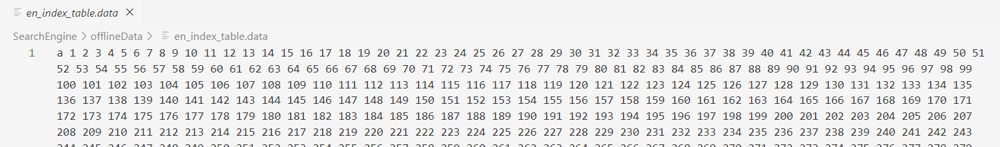 en_index_table.data ×
SearchEngine > offlineData > en_index_table.data
1 a 1 2 3 4 5 6 7 8 9 10 11 12 13 14 15 16 17 18 19 20 21 22 23 24 25 26 27 28 29 30 31 32 33 34 35 36 37 38 39 40 41 42 43 44 45 46 47 48 49 50 51
52 53 54 55 56 57 58 59 60 61 62 63 64 65 66 67 68 69 70 71 72 73 74 75 76 77 78 79 80 81 82 83 84 85 86 87 88 89 90 91 92 93 94 95 96 97 98 99
100 101 102 103 104 105 106 107 108 109 110 111 112 113 114 115 116 117 118 119 120 121 122 123 124 125 126 127 128 129 130 131 132 133 134 135
136 137 138 139 140 141 142 143 144 145 146 147 148 149 150 151 152 153 154 155 156 157 158 159 160 161 162 163 164 165 166 167 168 169 170 171
172 173 174 175 176 177 178 179 180 181 182 183 184 185 186 187 188 189 190 191 192 193 194 195 196 197 198 199 200 201 202 203 204 205 206 207
208 209 210 211 212 213 214 215 216 217 218 219 220 221 222 223 224 225 226 227 228 229 230 231 232 233 234 235 236 237 238 239 240 241 242 243